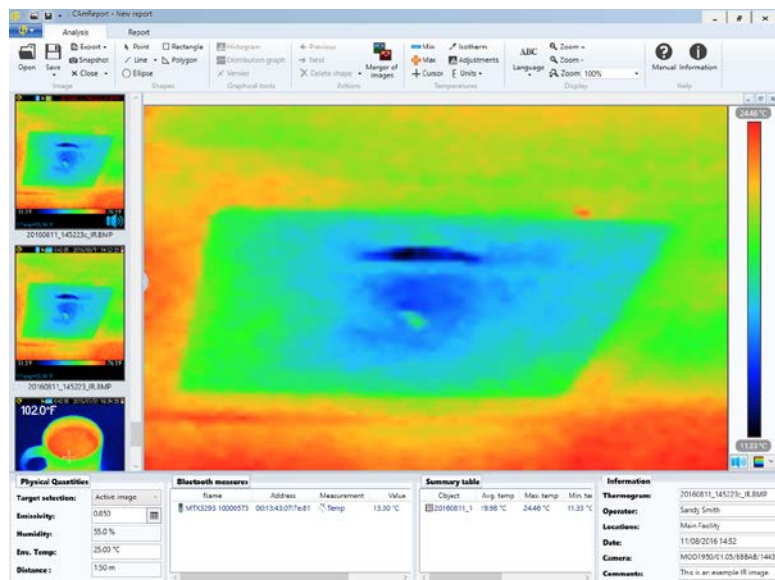 CAmReport - New report
Analysis Report
Open Save Export Snapshot Close
Point Line Ellipse Rectangle Polygon
Histogram Distribution graph Vernier
Previous Next Delete shape Merger of images
Min Max Cursor Isotherm Adjustments Units
ABC Language Zoom + Zoom - Zoom 100%
Manual Information
Image Shapes Graphical tools Actions Temperatures Display Help
24.46 °C
20160811_145223c_IR.BMP
20160811_145223_IR.BMP
102.0°F
11.33 °C
Physical Quantities
Target selection: Active image
Emissivity: 0.850
Humidity: 55.0 %
Env. Temp: 25.00 °C
Distance : 1.50 m
Bluetooth measures
Name Address Measurement Value
MTX3293 10000573 Temp 13.30 °C
Summary table
Object Avg. temp Max. temp Min. te
20160811_1 19.98 °C 24.46 °C 11.33 °C
Information
Thermogram: 20160811_145223c_IR.BMP
Operator: Sandy Smith
Locations: Main Facility
Date: 11/08/2016 14:52
Camera:
Comments: This is an example IR image.